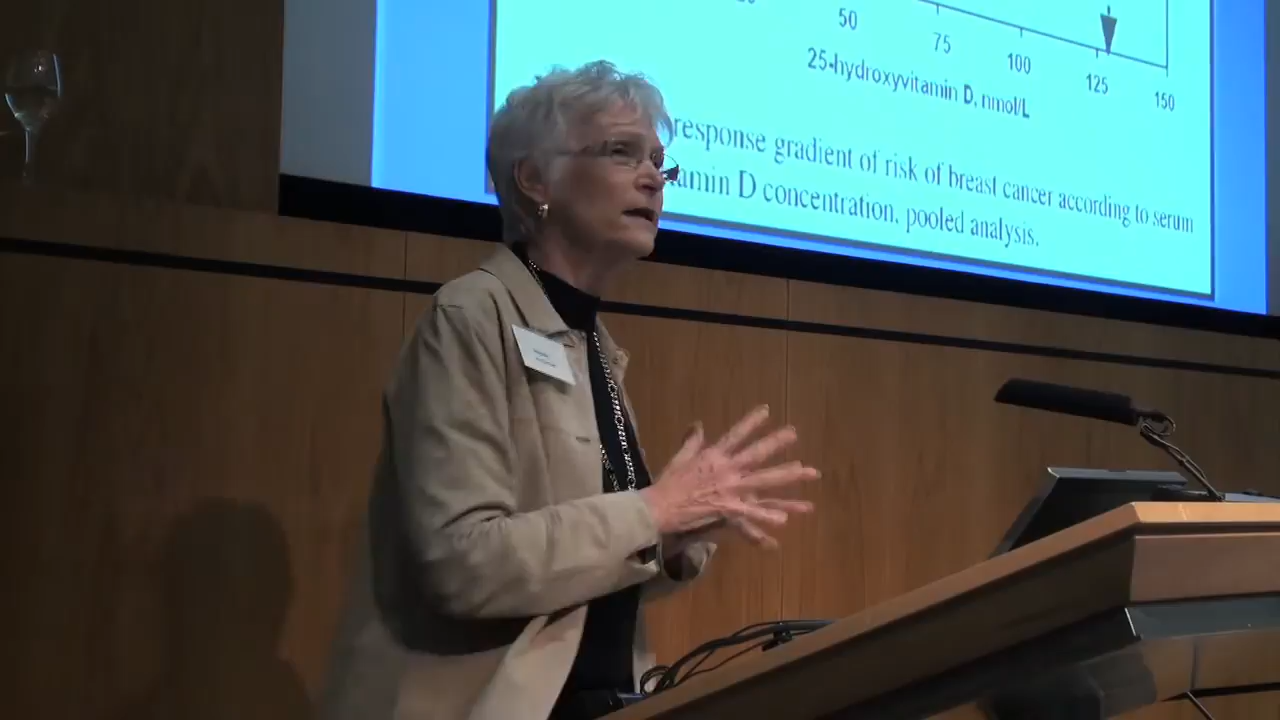 50
75
100
125
150
25-hydroxyvitamin D, nmol/L
response gradient of risk of breast cancer according to serum
D concentration, pooled analysis.